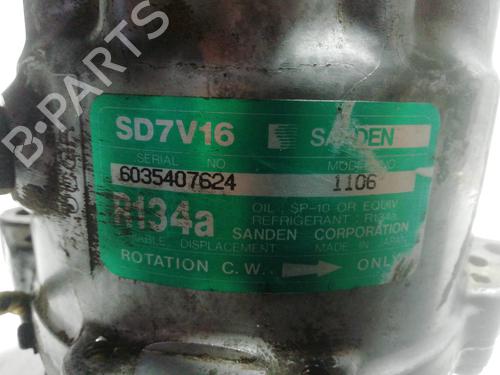 B-PARTS
SD7V16 SANDEN
SERIAL NO MODEL NO
6035407624 1106
R134a OIL : SP-10 OR EQUIV
REFRIGERANT : R134a
DISPLACEMENT SANDEN CORPORATION
MADE IN JAPAN
ROTATION C. W. ONLY